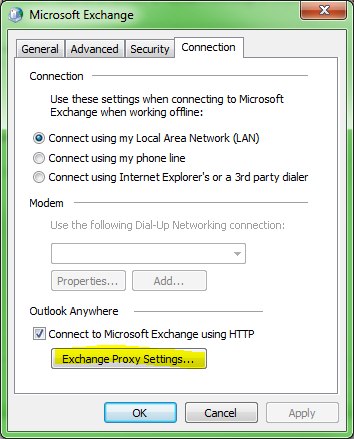 Microsoft Exchange
General Advanced Security Connection
Connection
Use these settings when connecting to Microsoft
Exchange when working offline:
Connect using my Local Area Network (LAN)
Connect using my phone line
Connect using Internet Explorer's or a 3rd party dialer
Modem
Use the following Dial-Up Networking connection:
Properties... Add...
Outlook Anywhere
Connect to Microsoft Exchange using HTTP
Exchange Proxy Settings...
OK Cancel Apply